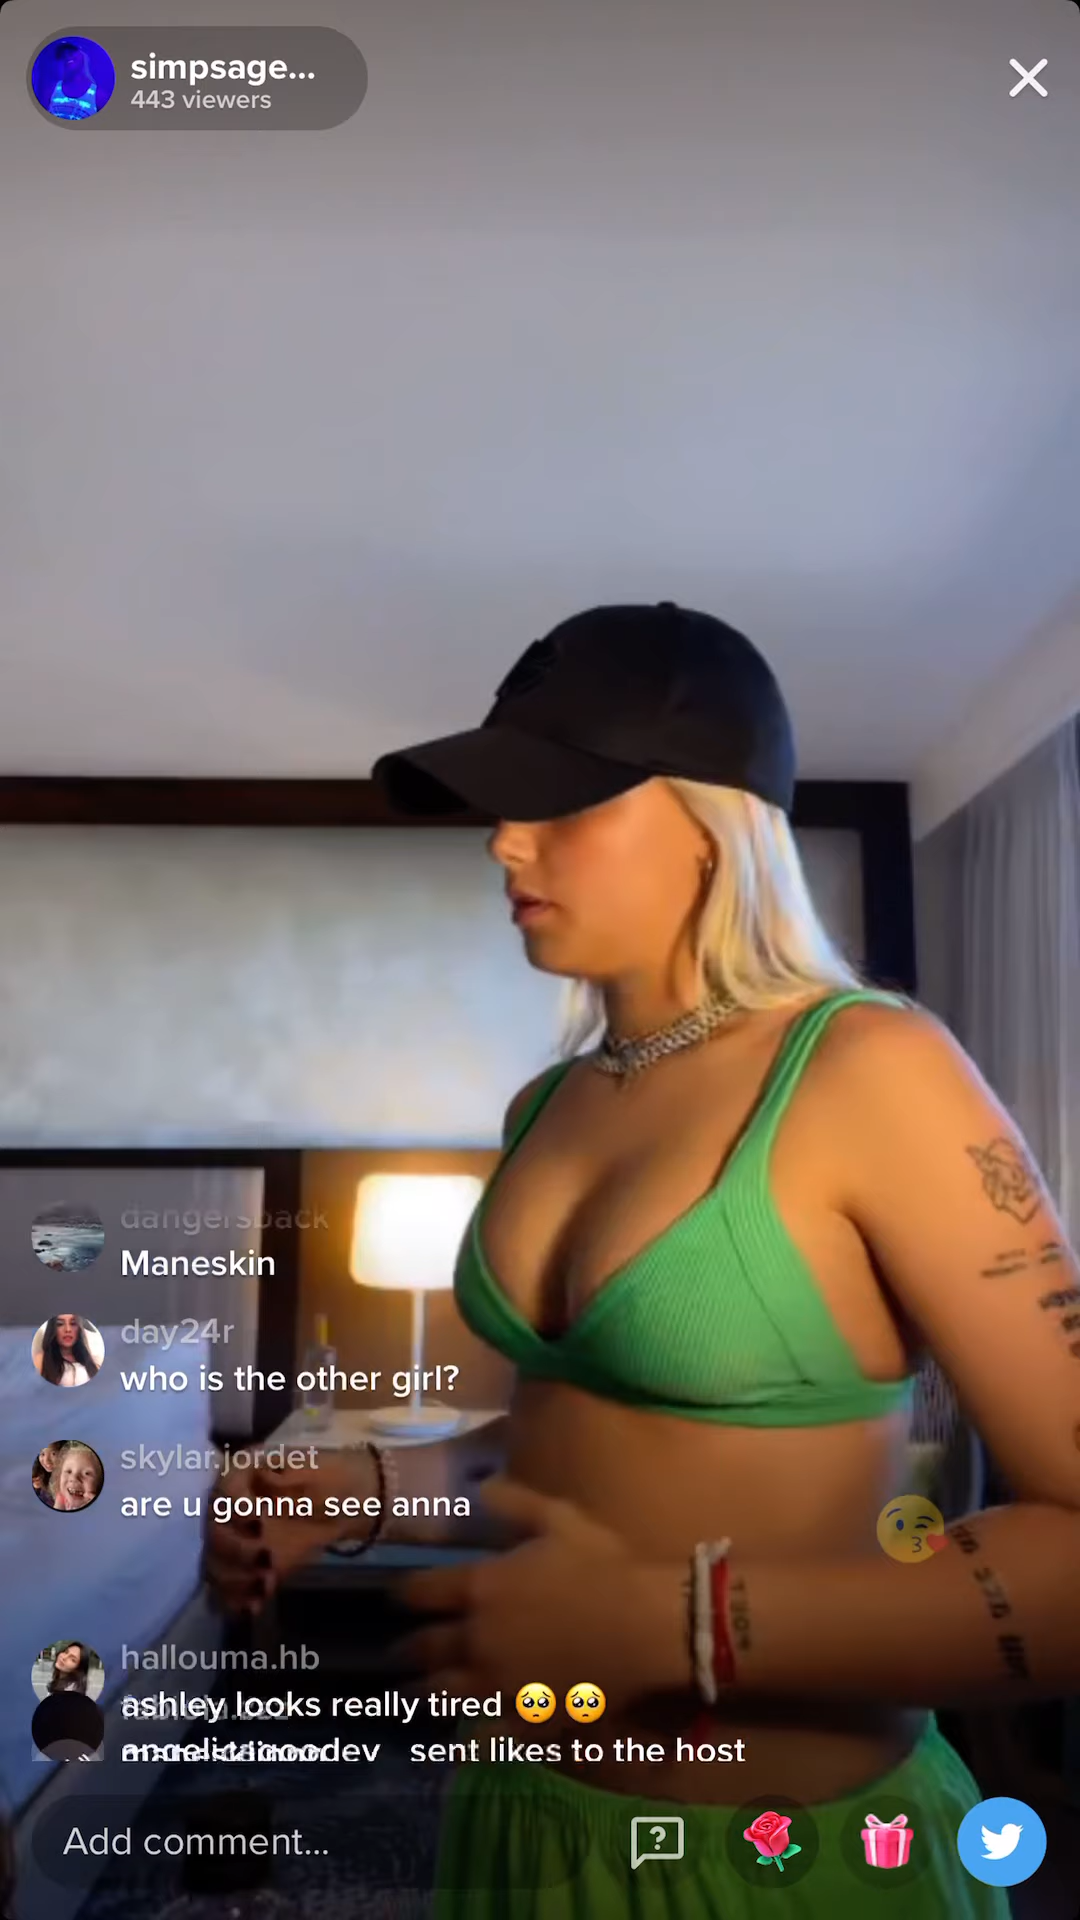 simpsage...
443 viewers
dangersback
Maneskin
day24r
who is the other girl?
skylar.jordet
are u gonna see anna
hallouma.hb
ashley looks really tired 🥺🥺
sent likes to the host
Add comment...